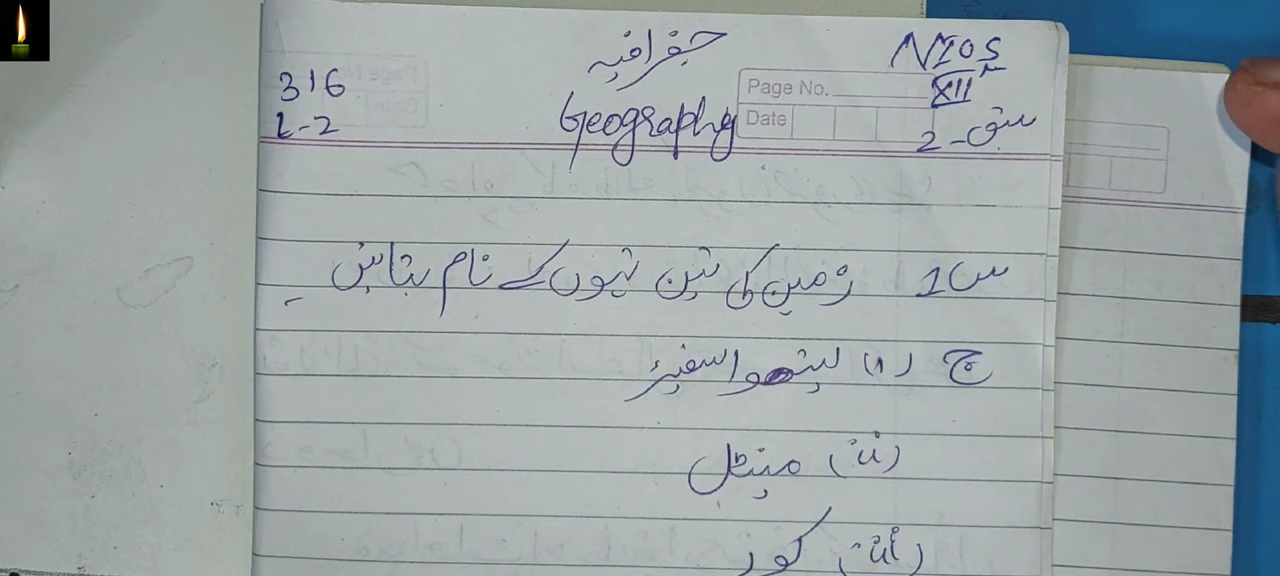 جغرافیہ
NIOS
316
Page No.
XII
L-2
Geography
Date
سبق-2
س1 زمین کی تین تہوں کے نام بتائیں ۔
ج (i) لیتھواسفیئر
(ii) مینٹل
(iii) کور